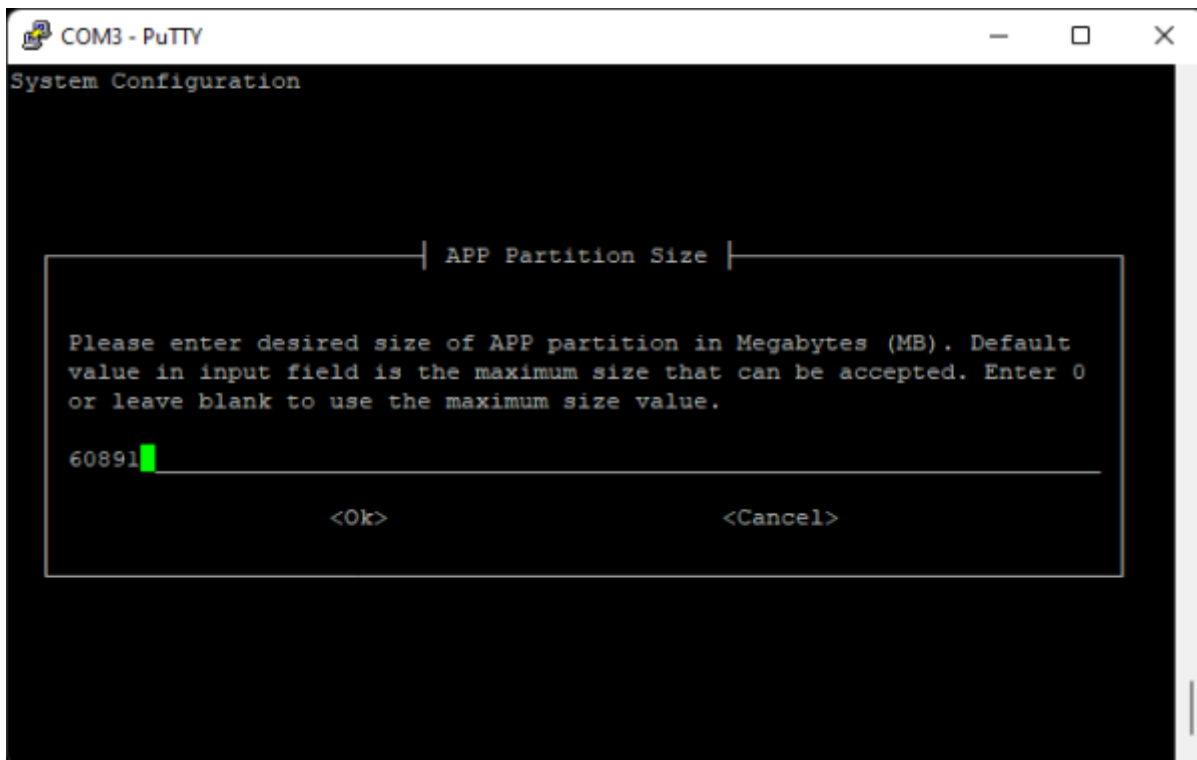 COM3 - PuTTY
System Configuration
APP Partition Size
Please enter desired size of APP partition in Megabytes (MB). Default
value in input field is the maximum size that can be accepted. Enter 0
or leave blank to use the maximum size value.
60891
<Ok> <Cancel>